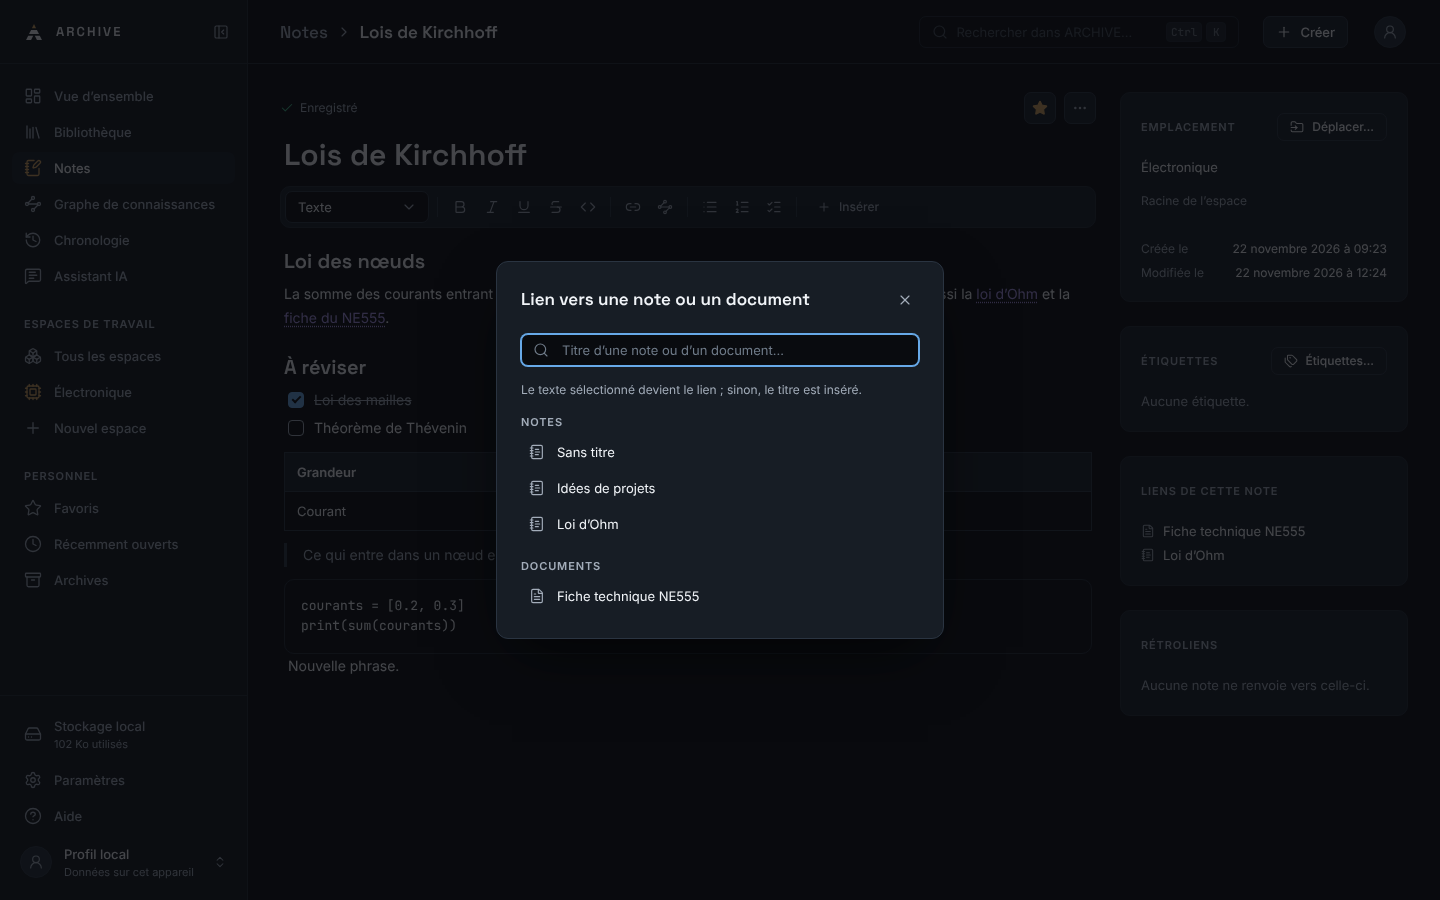 ARCHIVE
Notes > Lois de Kirchhoff
Rechercher dans ARCHIVE...
Ctrl K
Créer
Vue d’ensemble
Bibliothèque
Notes
Graphe de connaissances
Chronologie
Assistant IA
ESPACES DE TRAVAIL
Tous les espaces
Électronique
Nouvel espace
PERSONNEL
Favoris
Récemment ouverts
Archives
Stockage local
102 Ko utilisés
Paramètres
Aide
Profil local
Données sur cet appareil
Enregistré
Lois de Kirchhoff
Texte
Insérer
Loi des nœuds
La somme des courants entrant
la loi d’Ohm et la
fiche du NE555.
À réviser
Loi des mailles
Théorème de Thévenin
Grandeur
Courant
Ce qui entre dans un nœud
courants = [0.2, 0.3]
print(sum(courants))
Nouvelle phrase.
Lien vers une note ou un document
Titre d’une note ou d’un document...
Le texte sélectionné devient le lien ; sinon, le titre est inséré.
NOTES
Sans titre
Idées de projets
Loi d’Ohm
DOCUMENTS
Fiche technique NE555
EMPLACEMENT
Déplacer...
Électronique
Racine de l’espace
Créée le 22 novembre 2026 à 09:23
Modifiée le 22 novembre 2026 à 12:24
ÉTIQUETTES
Étiquettes...
Aucune étiquette.
LIENS DE CETTE NOTE
Fiche technique NE555
Loi d’Ohm
RÉTROLIENS
Aucune note ne renvoie vers celle-ci.